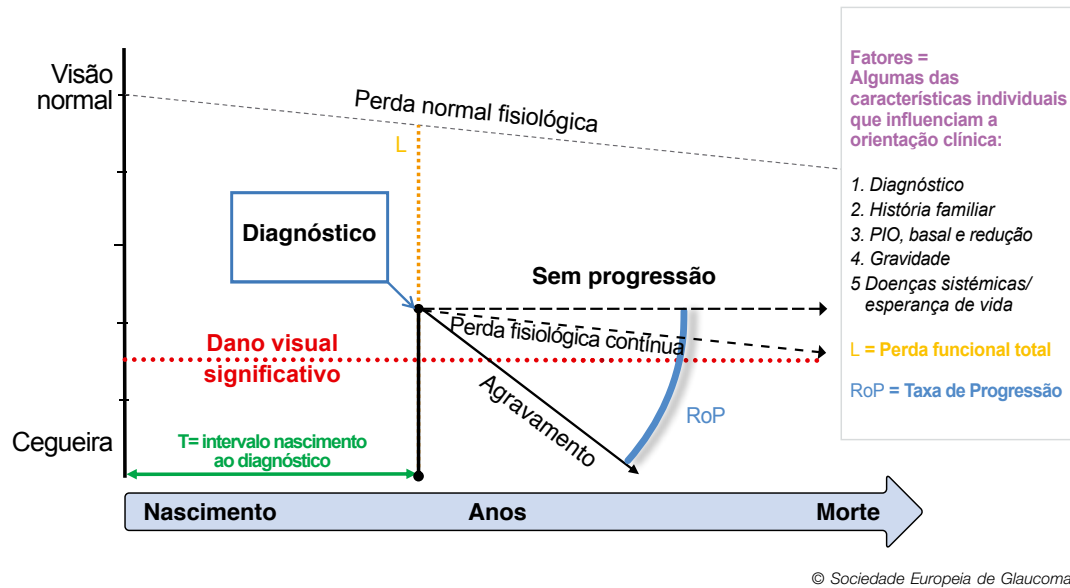 Visão
normal
Perda normal fisiológica
L
Diagnóstico
Sem progressão
Perda fisiológica contínua
Dano visual
significativo
Agravamento
RoP
Cegueira
T= intervalo nascimento
ao diagnóstico
Nascimento
Anos
Morte
Fatores =
Algumas das
características individuais
que influenciam a
orientação clínica:
1. Diagnóstico
2. História familiar
3. PIO, basal e redução
4. Gravidade
5 Doenças sistémicas/
esperança de vida
L = Perda funcional total
RoP = Taxa de Progressão
© Sociedade Europeia de Glaucoma